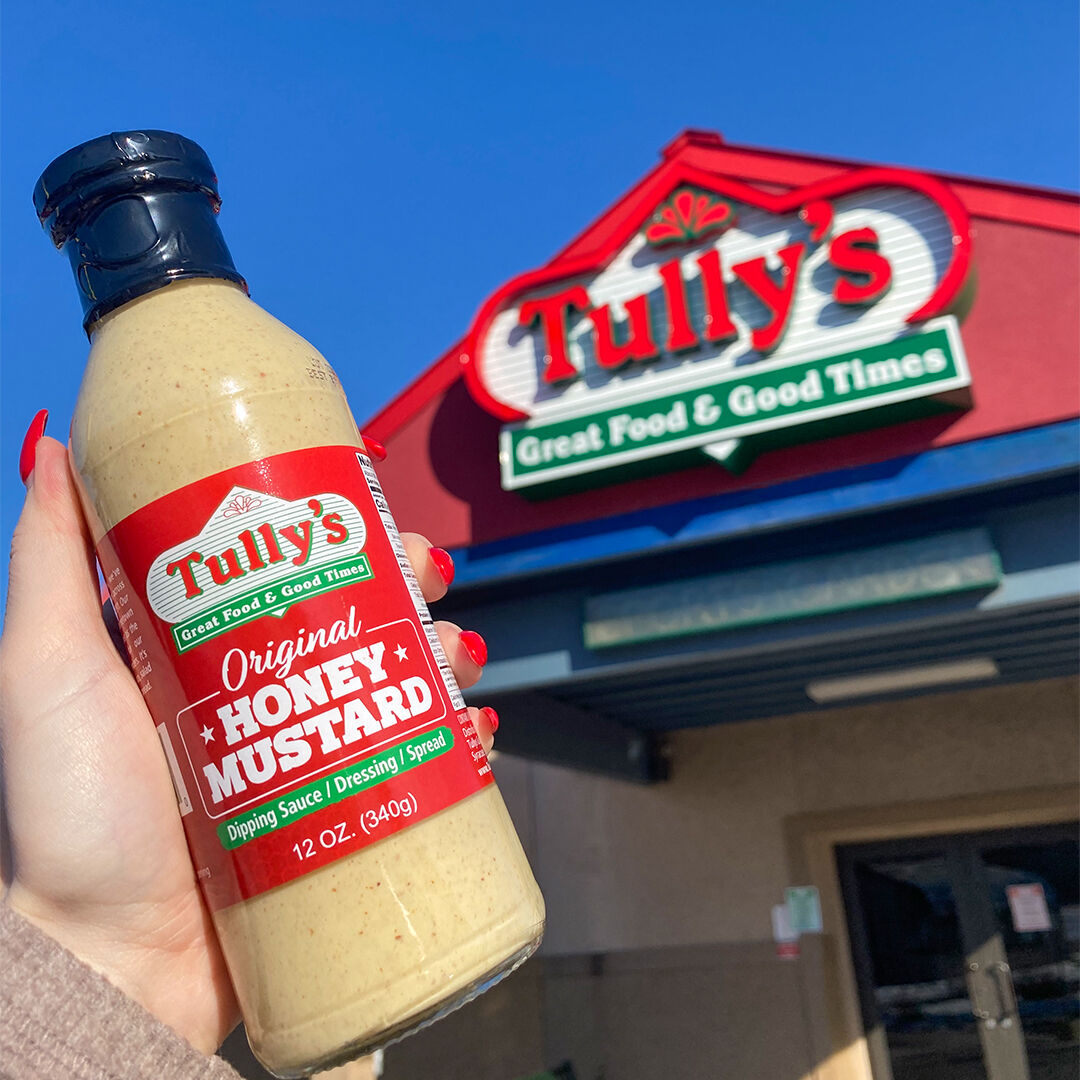 Tully's
Great Food & Good Times
Tully's
Great Food & Good Times
Original
HONEY
MUSTARD
Dipping Sauce / Dressing / Spread
12 OZ. (340g)